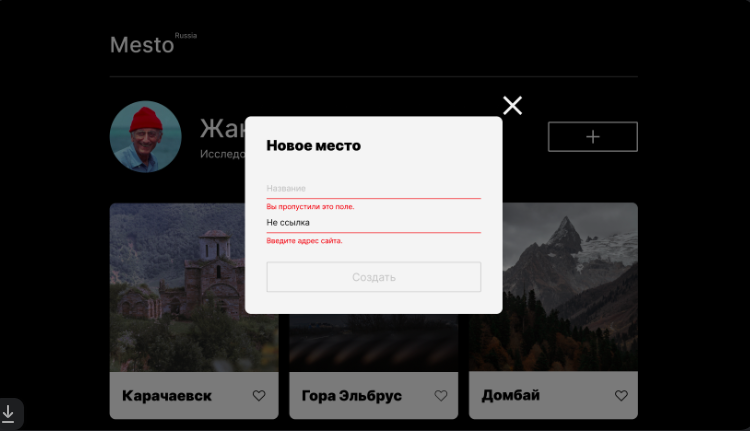 Mesto Russia
Жак
Исследо
Новое место
Название
Вы пропустили это поле.
Не ссылка
Введите адрес сайта.
Создать
Карачаевск
Гора Эльбрус
Домбай